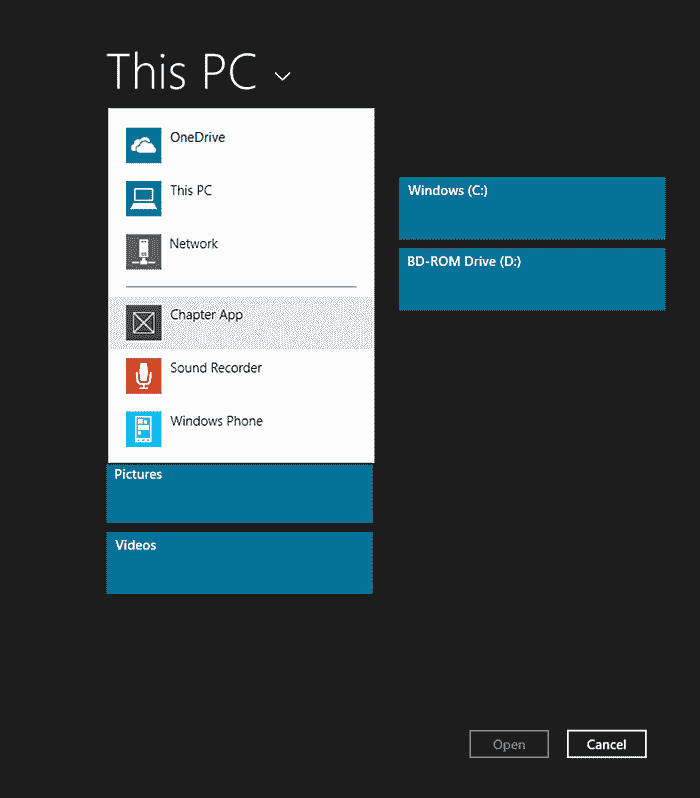 This PC
OneDrive
This PC
Network
Chapter App
Sound Recorder
Windows Phone
Pictures
Videos
Windows (C:)
BD-ROM Drive (D:)
Open
Cancel